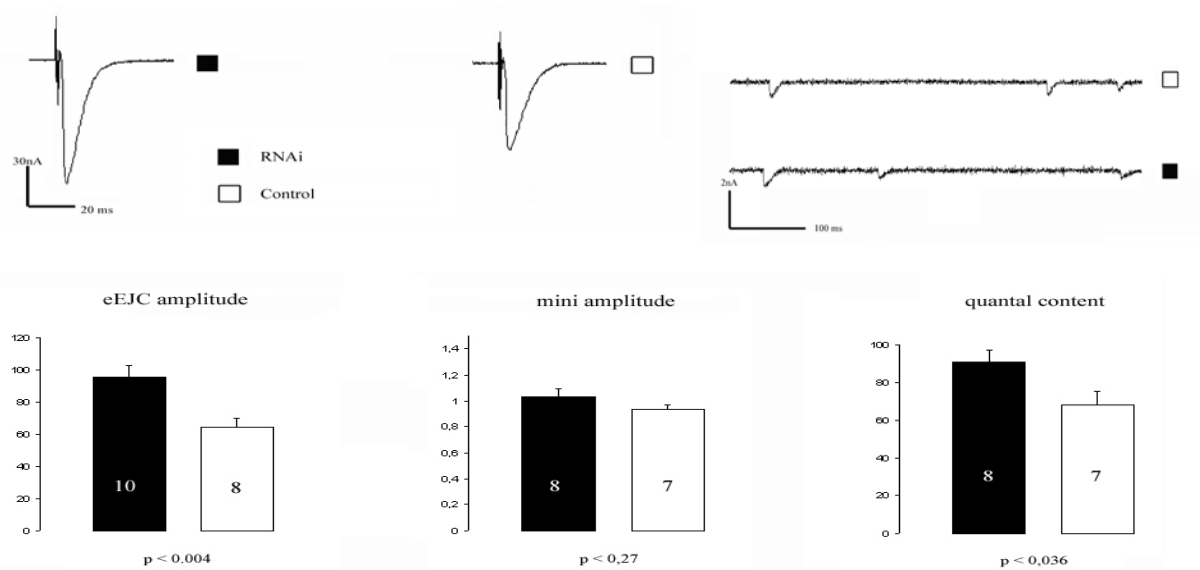 30nA
20 ms
RNAi
Control
2nA
100 ms
eEJC amplitude
120
100
80
60
40
20
0
10
8
p < 0.004
mini amplitude
1,4
1,2
1
0,8
0,6
0,4
0,2
0
8
7
p < 0,27
quantal content
100
80
60
40
20
0
8
7
p < 0,036